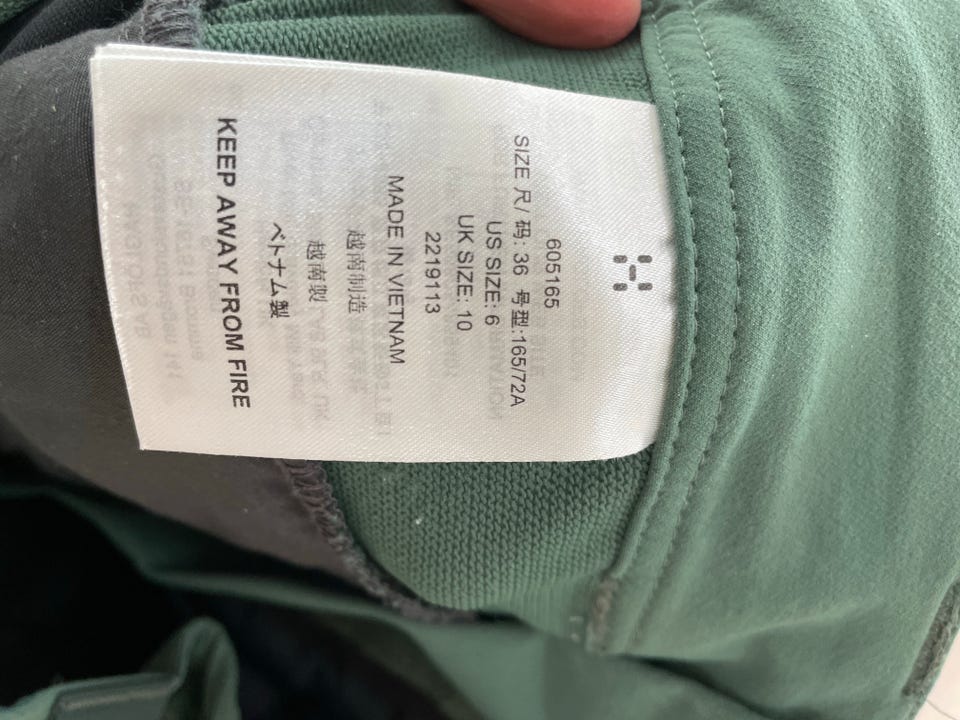 605165
SIZE 尺/码: 36 号型:165/72A
US SIZE: 6
UK SIZE: 10
2219113
MADE IN VIETNAM
越南制造
越南製
ベトナム製
KEEP AWAY FROM FIRE